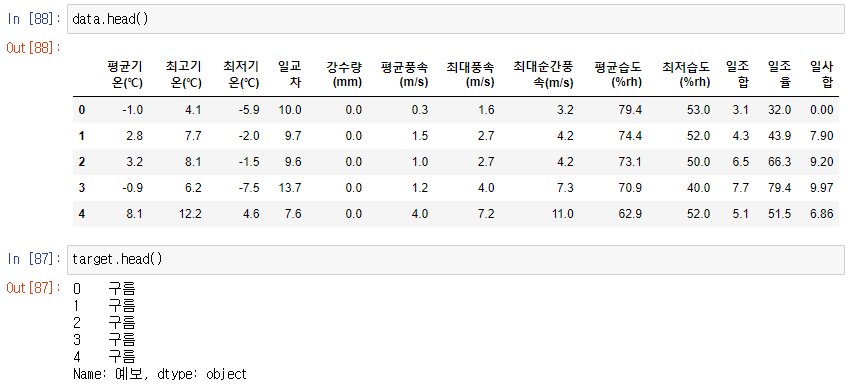 In [88]: data.head()
Out[88]:
평균기온(℃) 최고기온(℃) 최저기온(℃) 일교차 강수량(mm) 평균풍속(m/s) 최대풍속(m/s) 최대순간풍속(m/s) 평균습도(%rh) 최저습도(%rh) 일조합 일조율 일사합
0 -1.0 4.1 -5.9 10.0 0.0 0.3 1.6 3.2 79.4 53.0 3.1 32.0 0.00
1 2.8 7.7 -2.0 9.7 0.0 1.5 2.7 4.2 74.4 52.0 4.3 43.9 7.90
2 3.2 8.1 -1.5 9.6 0.0 1.0 2.7 4.2 73.1 50.0 6.5 66.3 9.20
3 -0.9 6.2 -7.5 13.7 0.0 1.2 4.0 7.3 70.9 40.0 7.7 79.4 9.97
4 8.1 12.2 4.6 7.6 0.0 4.0 7.2 11.0 62.9 52.0 5.1 51.5 6.86
In [87]: target.head()
Out[87]: 0 구름
1 구름
2 구름
3 구름
4 구름
Name: 예보, dtype: object